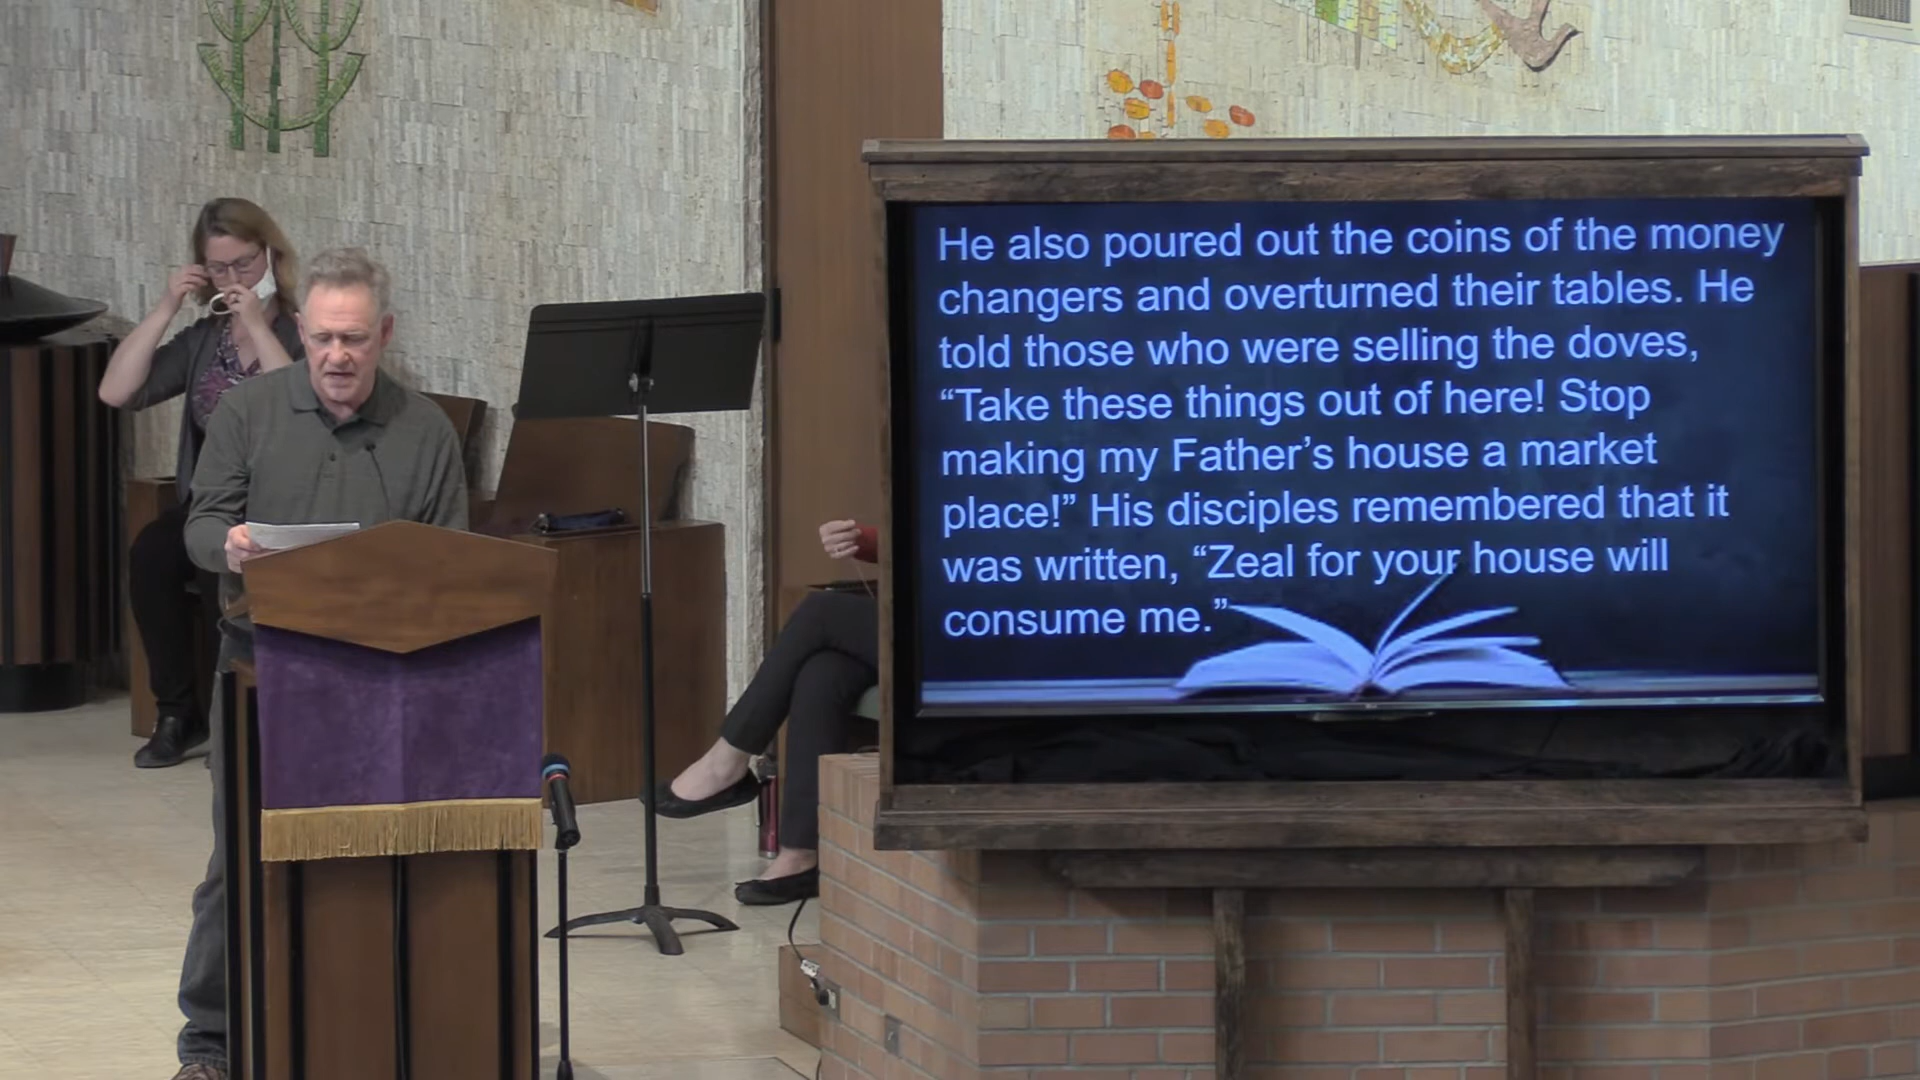 He also poured out the coins of the money
changers and overturned their tables. He
told those who were selling the doves,
“Take these things out of here! Stop
making my Father’s house a market
place!” His disciples remembered that it
was written, “Zeal for your house will
consume me.”